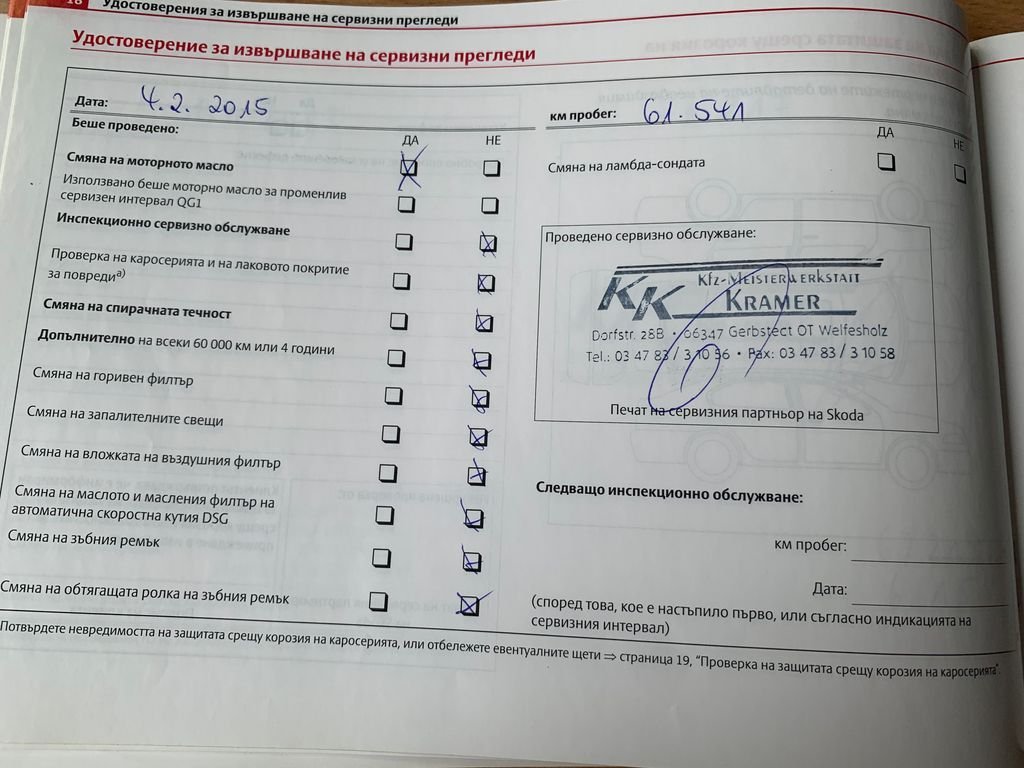 18 Удостоверения за извършване на сервизни прегледи
Удостоверение за извършване на сервизни прегледи
Дата: 4.2. 2015
Беше проведено:
ДА НЕ
Смяна на моторното масло
Използвано беше моторно масло за променлив
сервизен интервал QG1
Инспекционно сервизно обслужване
Проверка на каросерията и на лаковото покритие
за повредиа)
Смяна на спирачната течност
Допълнително на всеки 60 000 км или 4 години
Смяна на горивен филтър
Смяна на запалителните свещи
Смяна на вложката на въздушния филтър
Смяна на маслото и масления филтър на
автоматична скоростна кутия DSG
Смяна на зъбния ремък
Смяна на обтягащата ролка на зъбния ремък
км пробег: 61.541
ДА НЕ
Смяна на ламбда-сондата
Проведено сервизно обслужване:
KK Kfz-Meisterwerkstatt
Kramer
Dorfstr. 28B • 06347 Gerbstect OT Welfesholz
Tel.: 03 47 83 / 3 10 56 • Fax: 03 47 83 / 3 10 58
Печат на сервизния партньор на Skoda
Следващо инспекционно обслужване:
км пробег:
Дата:
(според това, кое е настъпило първо, или съгласно индикацията на
сервизния интервал)
Потвърдете невредимостта на защитата срещу корозия на каросерията, или отбележете евентуалните щети ⇒ страница 19, "Проверка на защитата срещу корозия на каросерията".